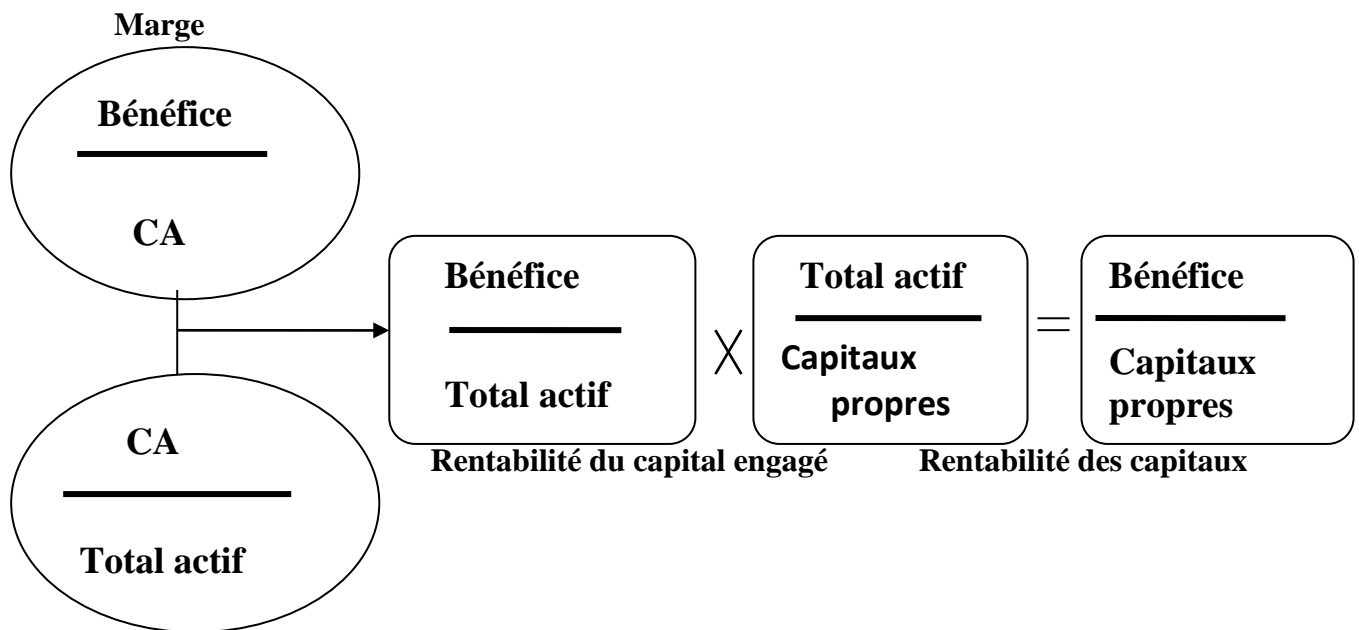 Marge
Bénéfice
CA
CA
Total actif
Bénéfice
Total actif
Total actif
Capitaux
propres
=
Bénéfice
Capitaux
propres
Rentabilité du capital engagé
Rentabilité des capitaux